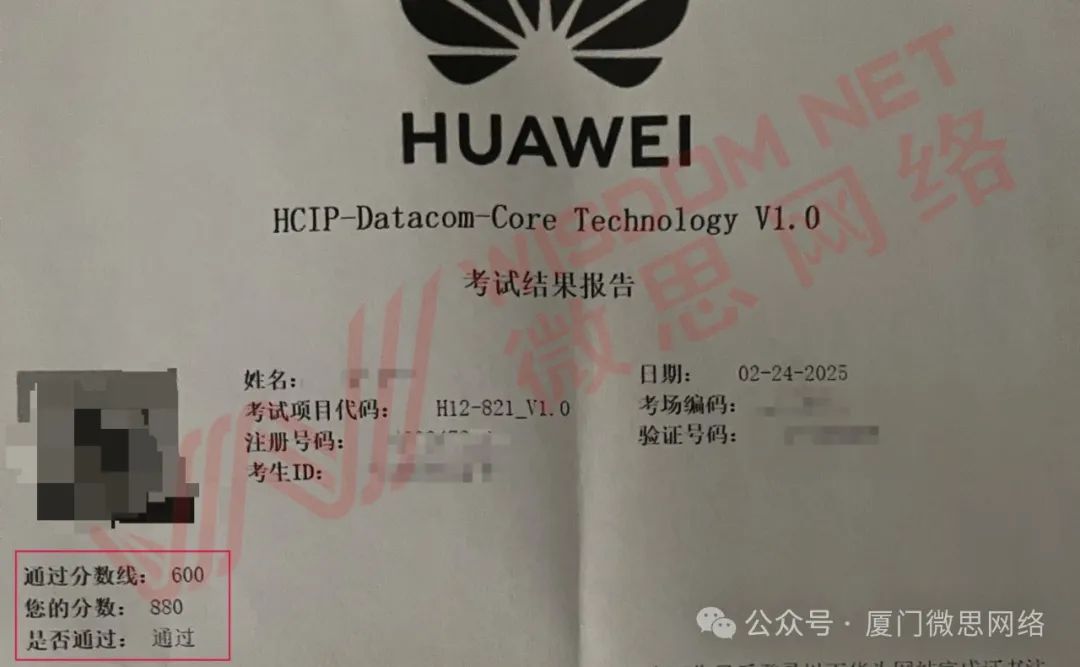 HUAWEI
HCIP-Datacom-Core Technology V1.0
考试结果报告
姓名：
考试项目代码： H12-821_V1.0
注册号码：
考生ID：
日期： 02-24-2025
考场编码：
验证号码：
通过分数线： 600
您的分数： 880
是否通过： 通过
WISDOM NET
微思网络
公众号 · 厦门微思网络